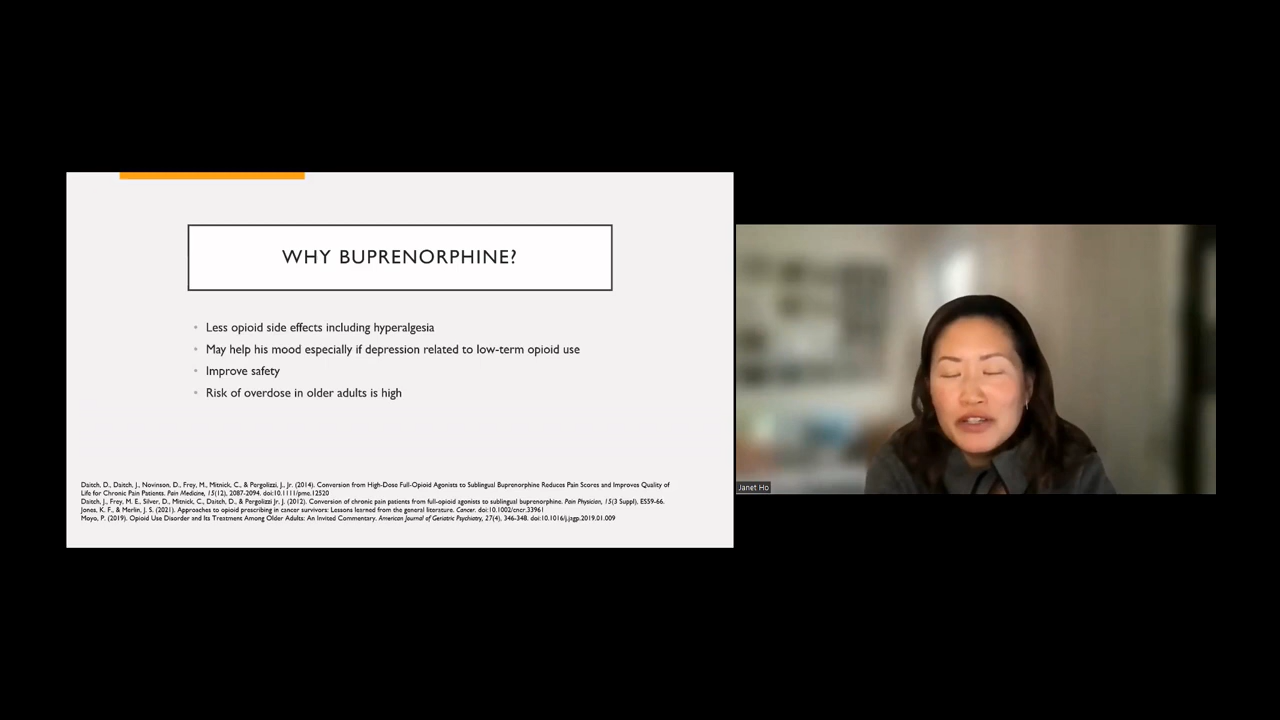 WHY BUPRENORPHINE?
• Less opioid side effects including hyperalgesia
• May help his mood especially if depression related to low-term opioid use
• Improve safety
• Risk of overdose in older adults is high
Daitch, D., Daitch, J., Novinson, D., Frey, M., Mitnick, C., & Pergolizzi, J., Jr. (2014). Conversion from High-Dose Full-Opioid Agonists to Sublingual Buprenorphine Reduces Pain Scores and Improves Quality of
Life for Chronic Pain Patients. Pain Medicine, 15(12), 2087-2094. doi:10.1111/pme.12520
Daitch, J., Frey, M. E., Silver, D., Mitnick, C., Daitch, D., & Pergolizzi Jr, J. (2012). Conversion of chronic pain patients from full-opioid agonists to sublingual buprenorphine. Pain Physician, 15(3 Suppl), ES59-66.
Jones, K. F., & Merlin, J. S. (2021). Approaches to opioid prescribing in cancer survivors: Lessons learned from the general literature. Cancer. doi:10.1002/cncr.33961
Mayo, P. (2019). Opioid Use Disorder and Its Treatment Among Older Adults: An Invited Commentary. American Journal of Geriatric Psychiatry, 27(4), 346-348. doi:10.1016/j.jagp.2019.01.009
Janet Ho